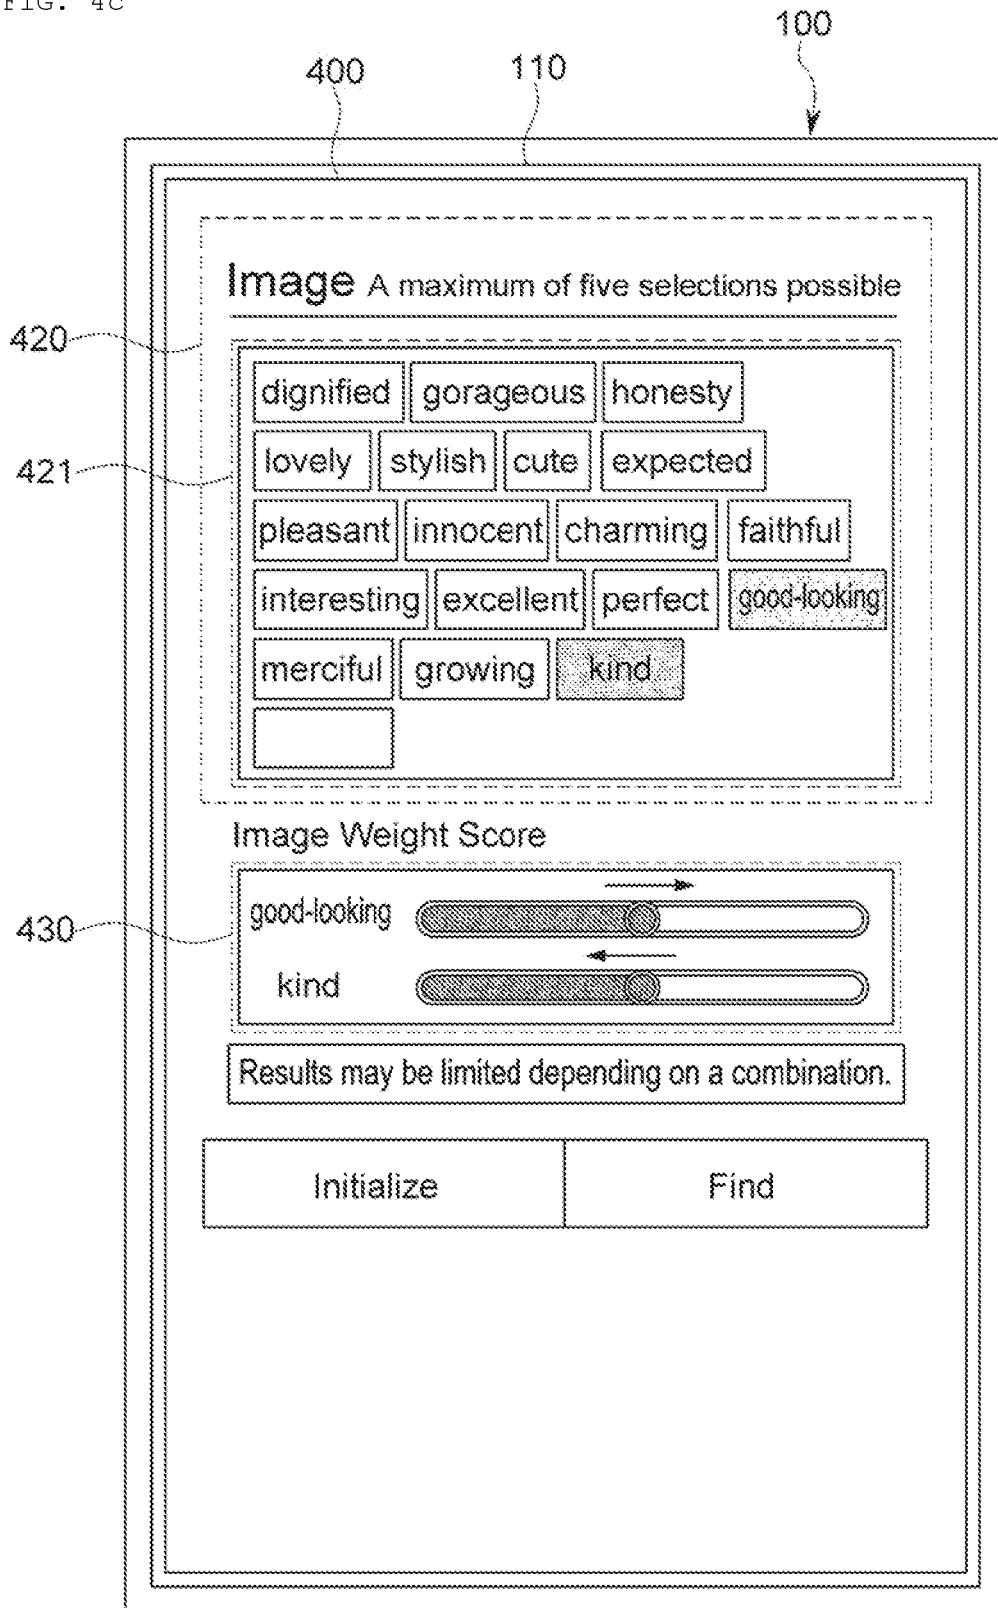 FIG. 4c
100
400
110
Image A maximum of five selections possible
420
dignified gorageous honesty
421
lovely stylish cute expected
pleasant innocent charming faithful
interesting excellent perfect good-looking
merciful growing kind
Image Weight Score
430
good-looking
kind
Results may be limited depending on a combination.
Initialize Find